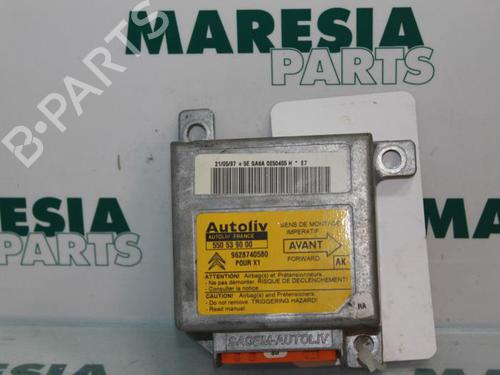 MARESIA
PARTS
MARESIA
PARTS
B-PARTS
21/05/97 + 5E GA6A 0250405 H * E7
Autoliv
AUTOLIV FRANCE
550 53 90 00
9628740580
POUR X1
SENS DE MONTAGE
IMPERATIF
AVANT
FORWARD
AK
ATTENTION! Airbag(s) et Prétensionneurs.
- Ne pas démonter. RISQUE DE DECLENCHEMENT!
- Consulter la notice
CAUTION! Airbag(s) and Pretensioners.
- Do not remove. TRIGGERING HAZARD!
- Read manual.
HA
SAGEM-AUTOLIV